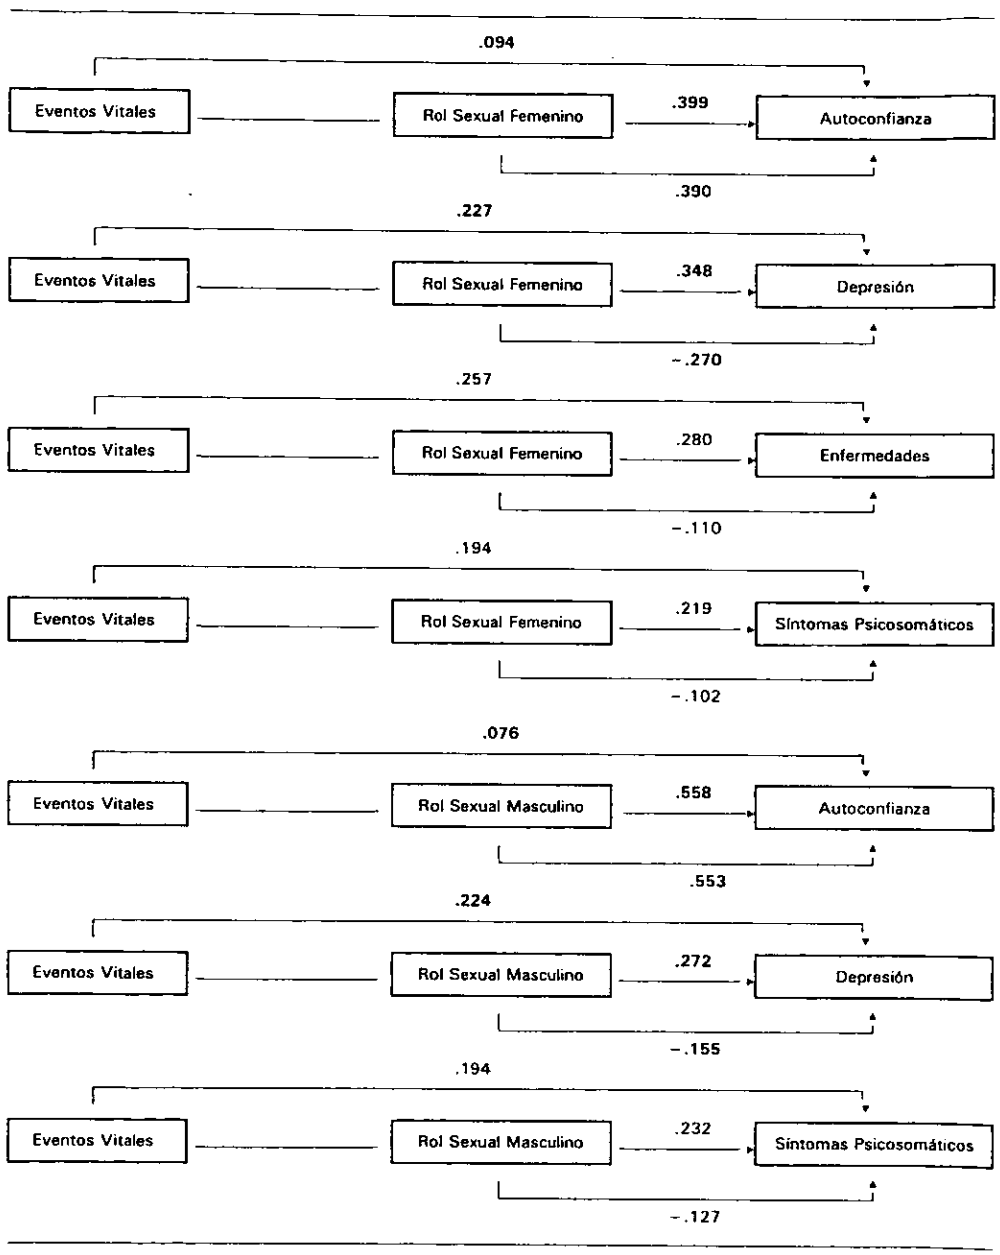 .094
Eventos Vitales Rol Sexual Femenino .399 Autoconfianza
.390
.227
Eventos Vitales Rol Sexual Femenino .348 Depresión
-.270
.257
Eventos Vitales Rol Sexual Femenino .280 Enfermedades
-.110
.194
Eventos Vitales Rol Sexual Femenino .219 Síntomas Psicosomáticos
-.102
.076
Eventos Vitales Rol Sexual Masculino .558 Autoconfianza
.553
.224
Eventos Vitales Rol Sexual Masculino .272 Depresión
-.155
.194
Eventos Vitales Rol Sexual Masculino .232 Síntomas Psicosomáticos
-.127